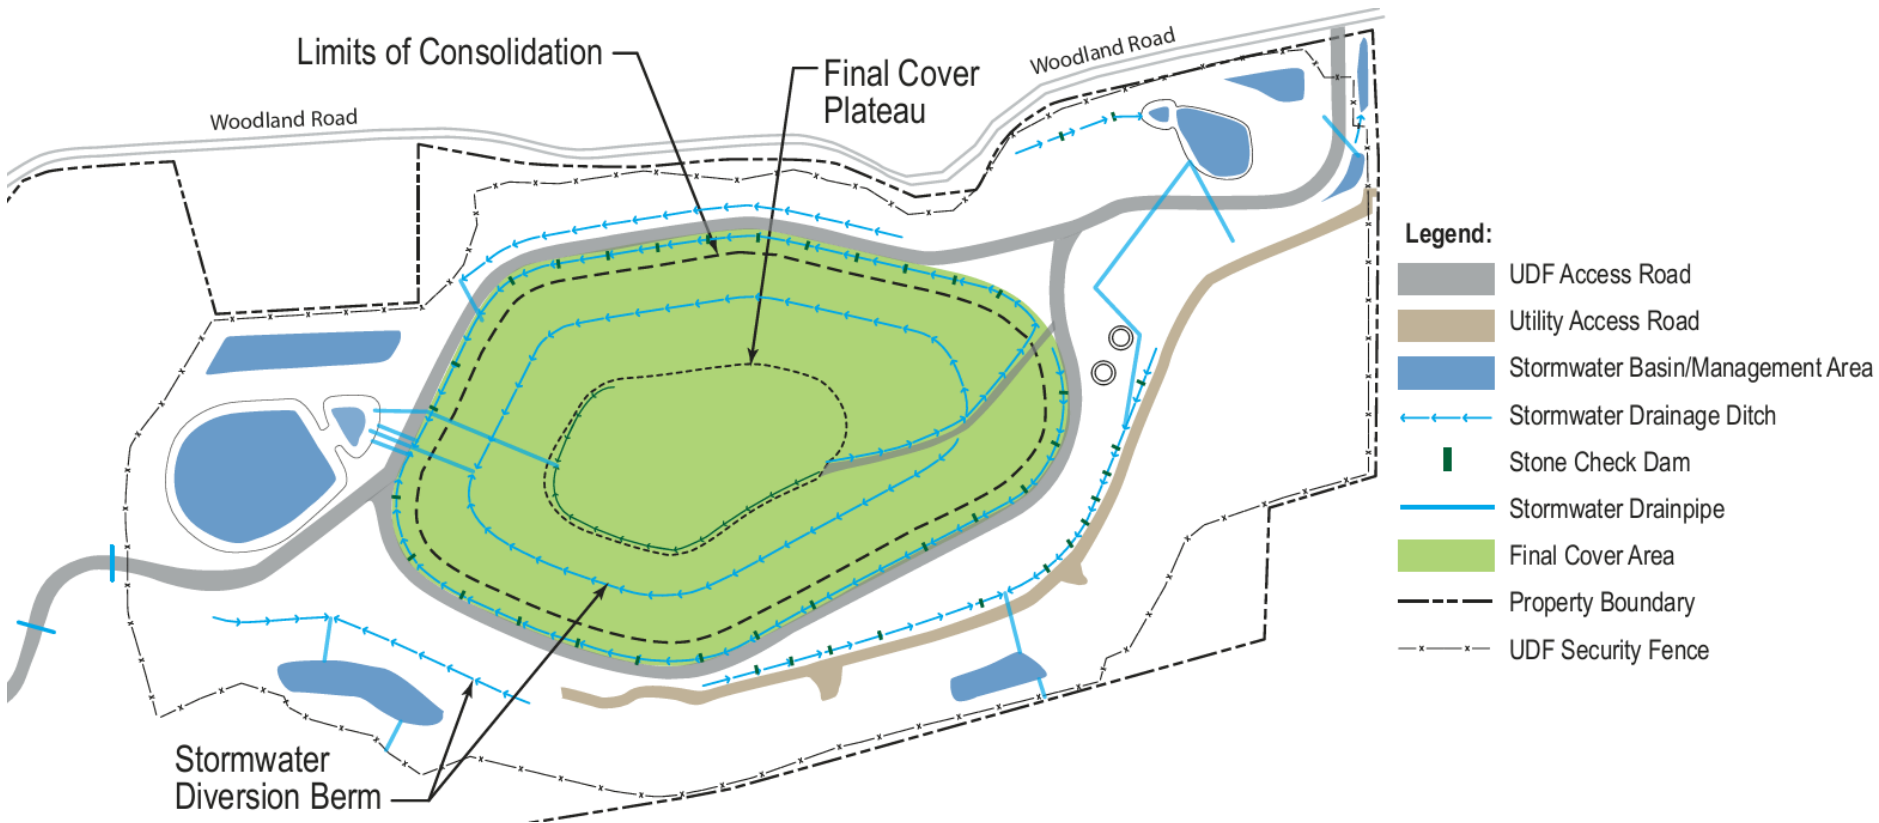 Limits of Consolidation
Final Cover
Plateau
Woodland Road
Woodland Road
Stormwater
Diversion Berm
Legend:
UDF Access Road
Utility Access Road
Stormwater Basin/Management Area
Stormwater Drainage Ditch
Stone Check Dam
Stormwater Drainpipe
Final Cover Area
Property Boundary
UDF Security Fence